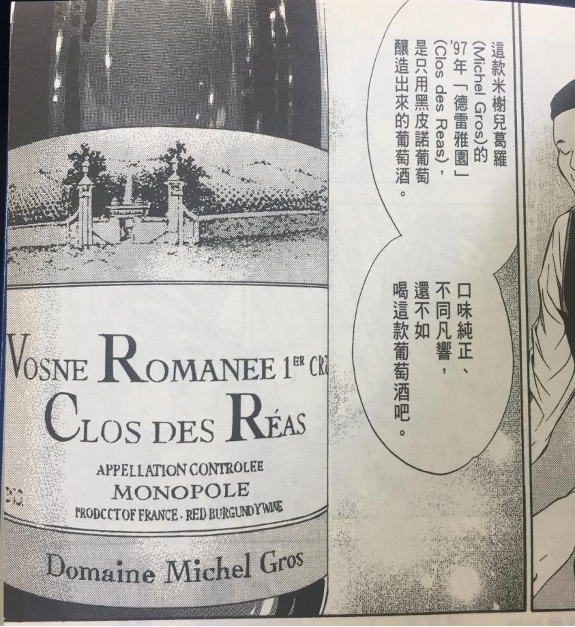 這款米榭兒葛羅
(Michel Gros)的
'97年「德雷雅園」
(Clos des Reas)，
是只用黑皮諾葡萄
釀造出來的葡萄酒。
口味純正、
不同凡響，
還不如
喝這款葡萄酒吧。
VOSNE ROMANEE 1ER CR
CLOS DES RÉAS
APPELLATION CONTROLEE
MONOPOLE
PRODCCT OF FRANCE . RED BURGUNDY WINE
Domaine Michel Gros